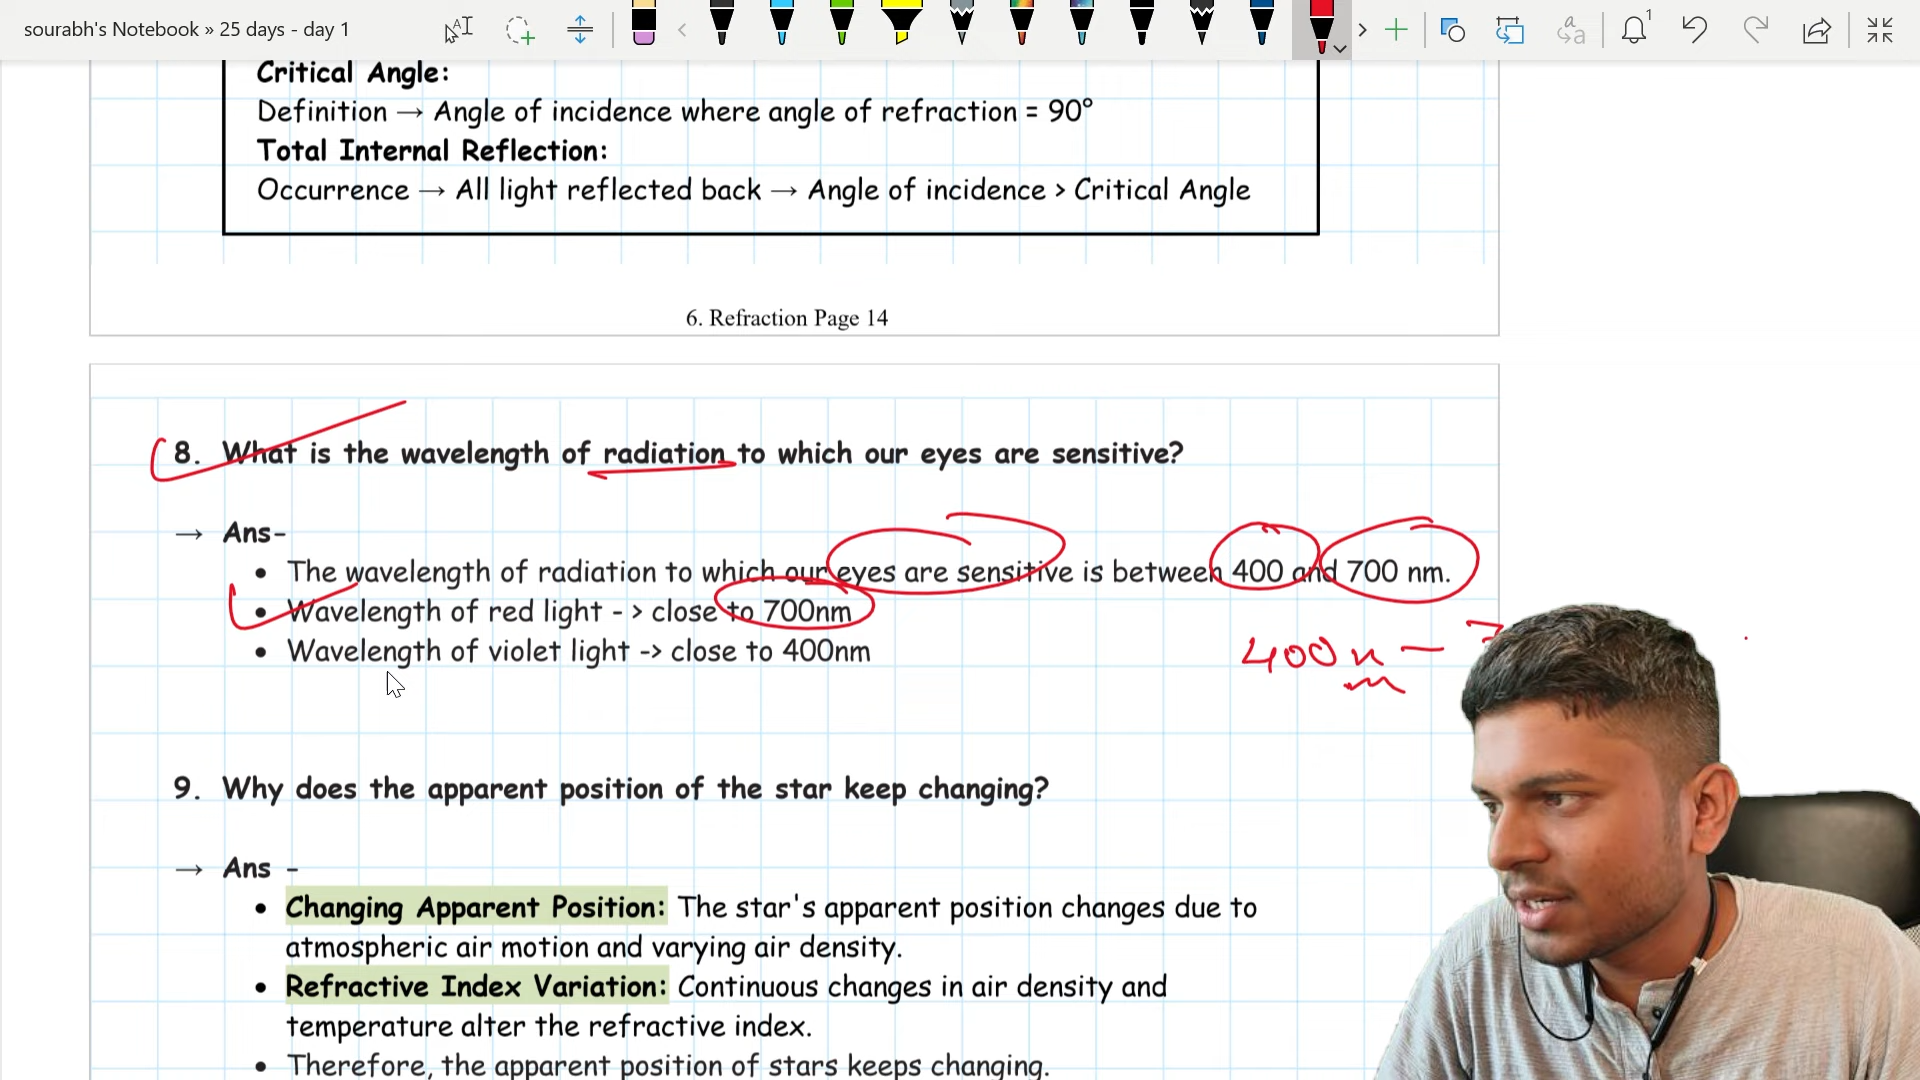 sourabh's Notebook » 25 days - day 1
Critical Angle:
Definition → Angle of incidence where angle of refraction = 90°
Total Internal Reflection:
Occurrence → All light reflected back → Angle of incidence > Critical Angle
6. Refraction Page 14
8. What is the wavelength of radiation to which our eyes are sensitive?
→ Ans-
• The wavelength of radiation to which our eyes are sensitive is between 400 and 700 nm.
• Wavelength of red light - > close to 700nm
• Wavelength of violet light -> close to 400nm
400n — 7
m
9. Why does the apparent position of the star keep changing?
→ Ans -
• Changing Apparent Position: The star's apparent position changes due to
atmospheric air motion and varying air density.
• Refractive Index Variation: Continuous changes in air density and
temperature alter the refractive index.
• Therefore, the apparent position of stars keeps changing.